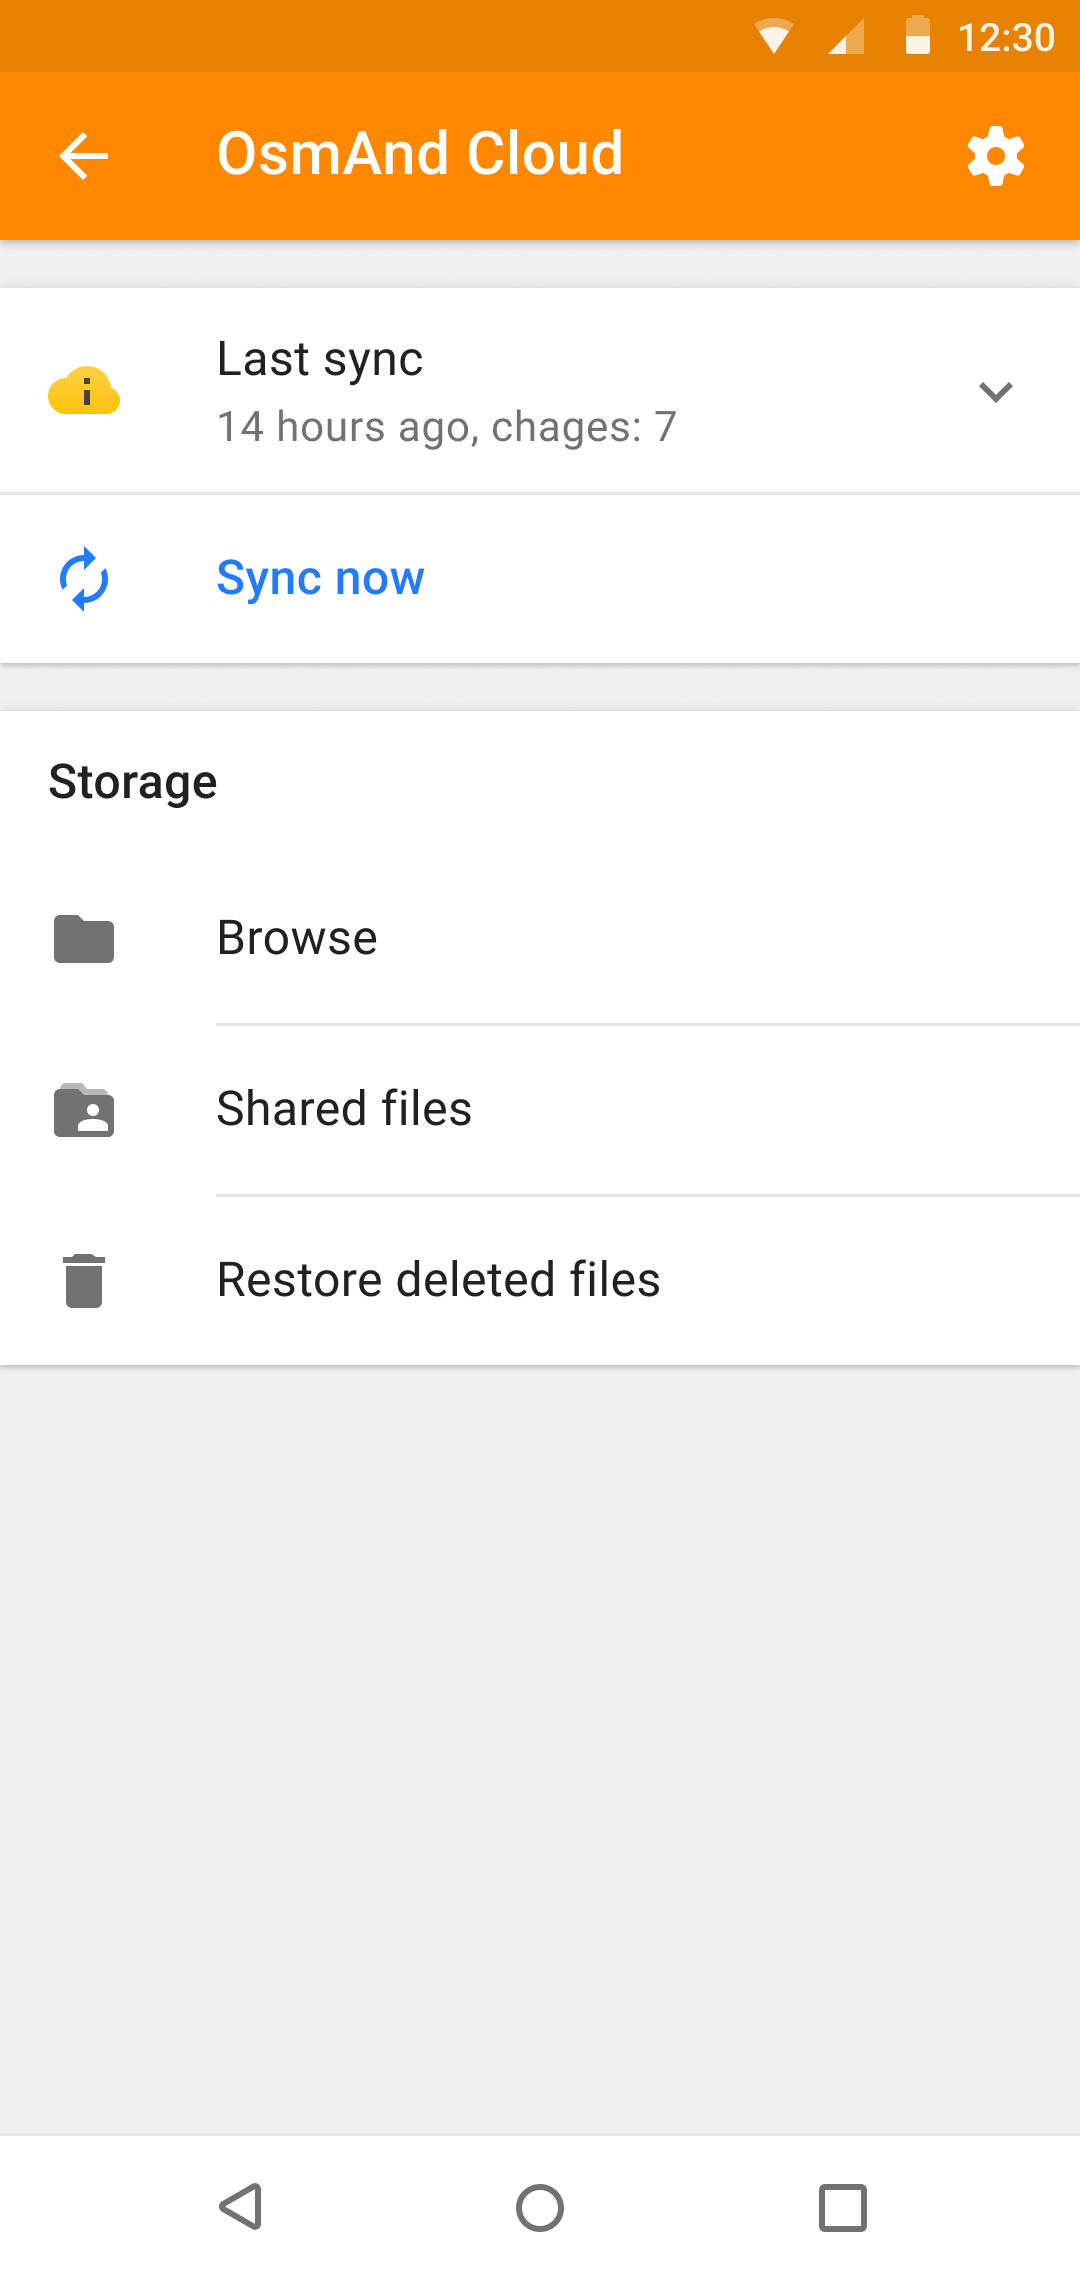 12:30
OsmAnd Cloud
Last sync
14 hours ago, chages: 7
Sync now
Storage
Browse
Shared files
Restore deleted files